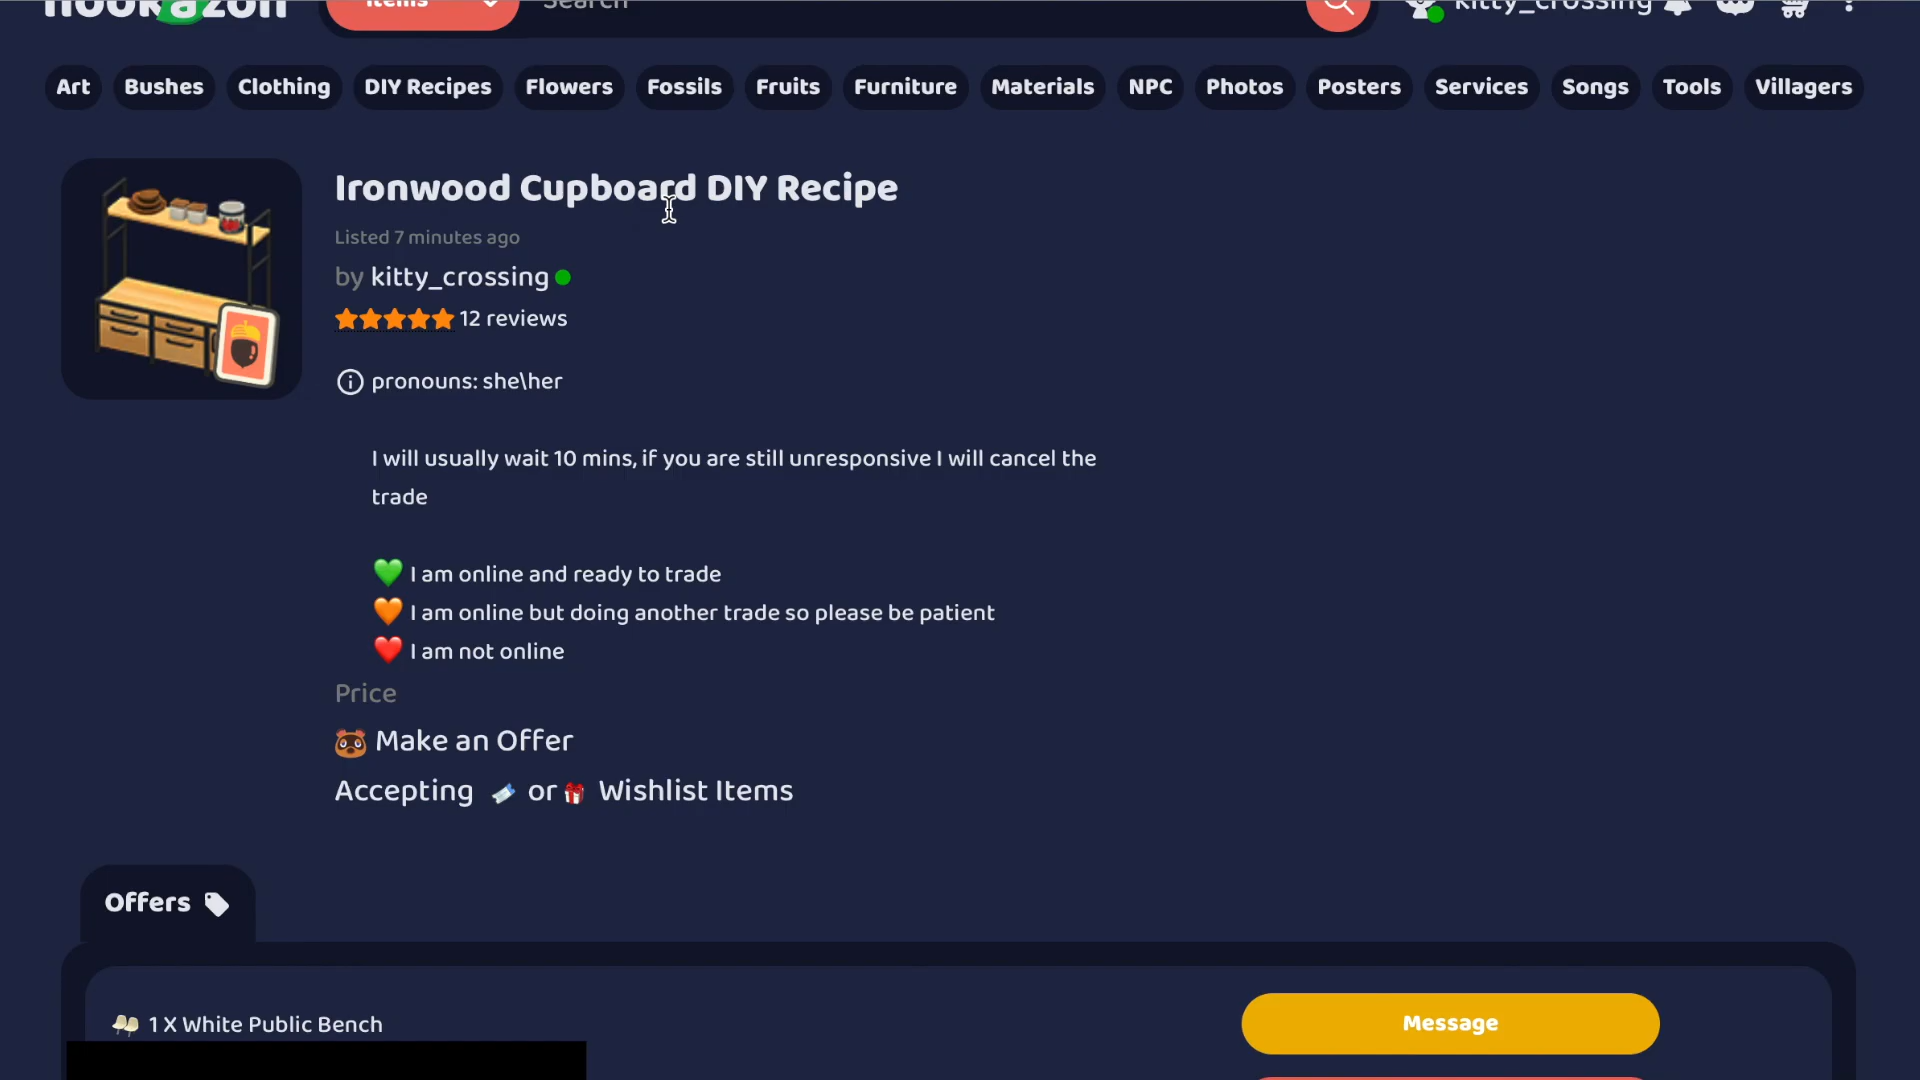 nookazon
Items
Search
kitty_crossing
Art Bushes Clothing DIY Recipes Flowers Fossils Fruits Furniture Materials NPC Photos Posters Services Songs Tools Villagers
Ironwood Cupboard DIY Recipe
Listed 7 minutes ago
by kitty_crossing
12 reviews
pronouns: she\her
I will usually wait 10 mins, if you are still unresponsive I will cancel the
trade
💚 I am online and ready to trade
🧡 I am online but doing another trade so please be patient
❤️ I am not online
Price
Make an Offer
Accepting or Wishlist Items
Offers
1 X White Public Bench
Message